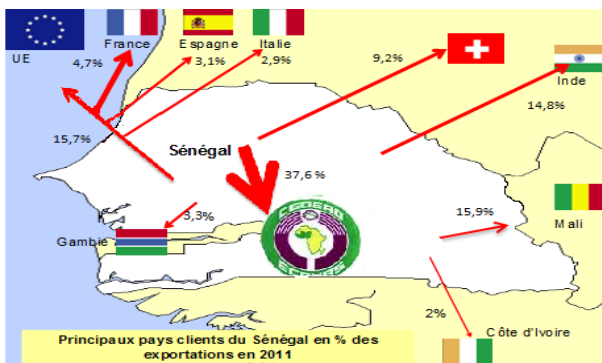 UE
France
Espagne
Italie
4,7%
3,1%
2,9%
9,2%
Inde
14,8%
15,7%
Sénégal
37,6%
3,3%
Gambie
15,9%
Mali
2%
Côte d'Ivoire
Principaux pays clients du Sénégal en % des
exportations en 2011